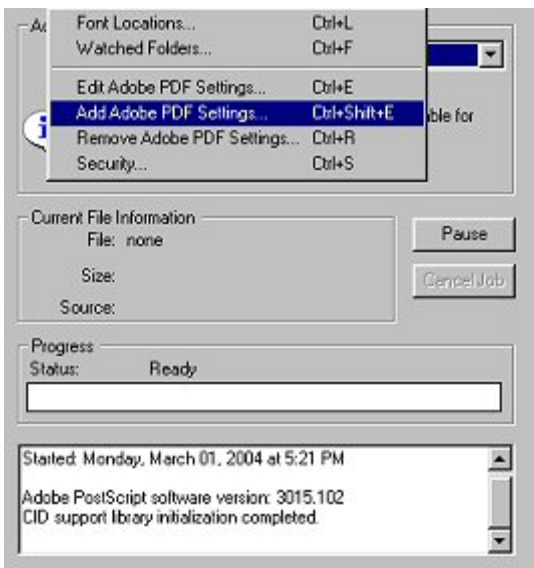 Font Locations... Ctrl+L
Watched Folders... Ctrl+F
Edit Adobe PDF Settings... Ctrl+E
Add Adobe PDF Settings... Ctrl+Shift+E
Remove Adobe PDF Settings... Ctrl+R
Security... Ctrl+S
for
Current File Information
File: none
Size:
Source:
Pause
Cancel Job
Progress
Status: Ready
Started: Monday, March 01, 2004 at 5:21 PM
Adobe PostScript software version: 3015.102
CID support library initialization completed.